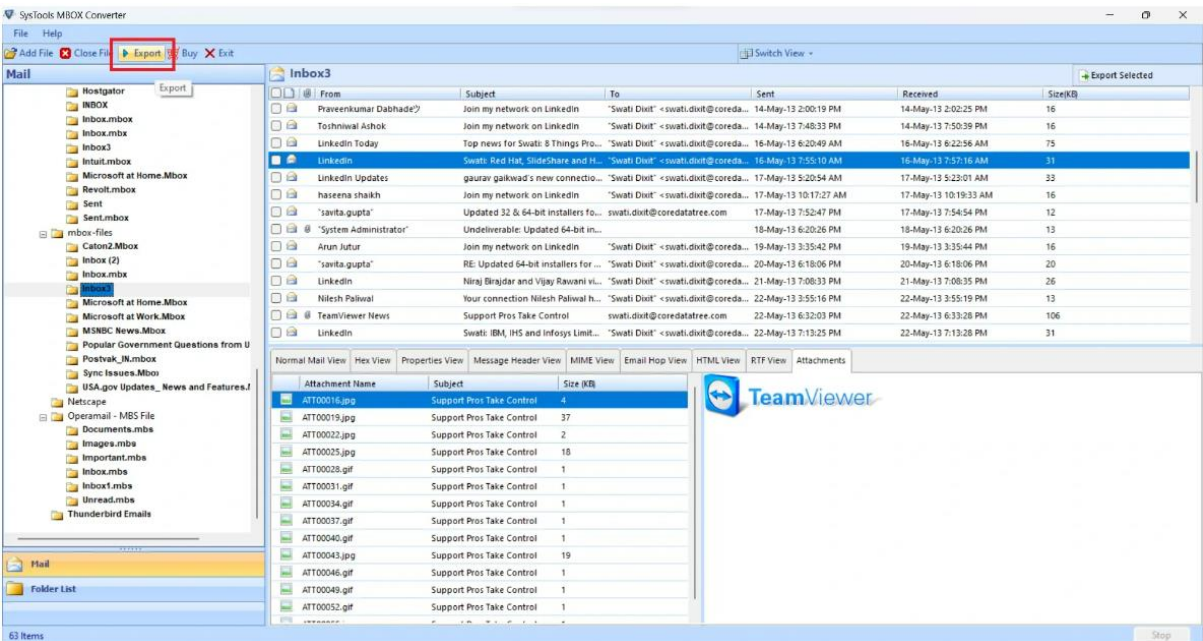 SysTools MBOX Converter
File Help
Add File Close File Export Buy Exit Switch View
Mail Inbox3 Export Selected
Export
Hostgator
INBOX
Inbox.mbox
Inbox.mbx
Inbox3
Intuit.mbox
Microsoft at Home.Mbox
Revolt.mbox
Sent
Sent.mbox
mbox-files
Caton2.Mbox
Inbox (2)
Inbox.mbx
Inbox3
Microsoft at Home.Mbox
Microsoft at Work.Mbox
MSNBC News.Mbox
Popular Government Questions from U
Postvak_IN.mbox
Sync Issues.Mbox
USA.gov Updates_ News and Features.
Netscape
Operamail - MBS File
Documents.mbs
Images.mbs
Important.mbs
Inbox.mbs
Inbox1.mbs
Unread.mbs
Thunderbird Emails
Mail
Folder List
From Subject To Sent Received Size(KB)
Praveenkumar Dabhadeツ Join my network on LinkedIn "Swati Dixit" <swati.dixit@coreda... 14-May-13 2:00:19 PM 14-May-13 2:02:25 PM 16
Toshniwal Ashok Join my network on LinkedIn "Swati Dixit" <swati.dixit@coreda... 14-May-13 7:48:33 PM 14-May-13 7:50:39 PM 16
LinkedIn Today Top news for Swati: 8 Things Pro... "Swati Dixit" <swati.dixit@coreda... 16-May-13 6:20:49 AM 16-May-13 6:22:56 AM 75
LinkedIn Swati: Red Hat, SlideShare and H... "Swati Dixit" <swati.dixit@coreda... 16-May-13 7:55:10 AM 16-May-13 7:57:16 AM 31
LinkedIn Updates gaurav gaikwad's new connectio... "Swati Dixit" <swati.dixit@coreda... 17-May-13 5:20:54 AM 17-May-13 5:23:01 AM 33
haseena shaikh Join my network on LinkedIn "Swati Dixit" <swati.dixit@coreda... 17-May-13 10:17:27 AM 17-May-13 10:19:33 AM 16
"savita.gupta" Updated 32 & 64-bit installers fo... swati.dixit@coredatatree.com 17-May-13 7:52:47 PM 17-May-13 7:54:54 PM 12
"System Administrator" Undeliverable: Updated 64-bit in... 18-May-13 6:20:26 PM 18-May-13 6:20:26 PM 13
Arun Jutur Join my network on LinkedIn "Swati Dixit" <swati.dixit@coreda... 19-May-13 3:35:42 PM 19-May-13 3:35:44 PM 16
"savita.gupta" RE: Updated 64-bit installers for ... "Swati Dixit" <swati.dixit@coreda... 20-May-13 6:18:06 PM 20-May-13 6:18:06 PM 20
LinkedIn Niraj Birajdar and Vijay Rawani vi... "Swati Dixit" <swati.dixit@coreda... 21-May-13 7:08:33 PM 21-May-13 7:08:35 PM 26
Nilesh Paliwal Your connection Nilesh Paliwal h... "Swati Dixit" <swati.dixit@coreda... 22-May-13 3:55:16 PM 22-May-13 3:55:19 PM 13
TeamViewer News Support Pros Take Control swati.dixit@coredatatree.com 22-May-13 6:32:03 PM 22-May-13 6:33:28 PM 106
LinkedIn Swati: IBM, IHS and Infosys Limit... "Swati Dixit" <swati.dixit@coreda... 22-May-13 7:13:25 PM 22-May-13 7:13:28 PM 31
Normal Mail View Hex View Properties View Message Header View MIME View Email Hop View HTML View RTF View Attachments
Attachment Name Subject Size (KB)
ATT00016.jpg Support Pros Take Control 4
ATT00019.jpg Support Pros Take Control 37
ATT00022.jpg Support Pros Take Control 2
ATT00025.jpg Support Pros Take Control 18
ATT00028.gif Support Pros Take Control 1
ATT00031.gif Support Pros Take Control 1
ATT00034.gif Support Pros Take Control 1
ATT00037.gif Support Pros Take Control 1
ATT00040.gif Support Pros Take Control 1
ATT00043.jpg Support Pros Take Control 19
ATT00046.gif Support Pros Take Control 1
ATT00049.gif Support Pros Take Control 1
ATT00052.gif Support Pros Take Control 1
TeamViewer
63 Items Stop